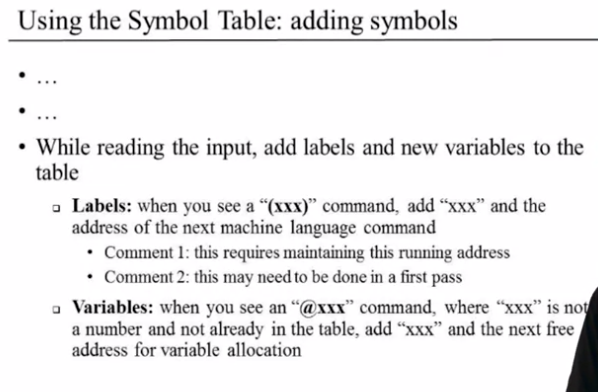 Using the Symbol Table: adding symbols
• …
• …
• While reading the input, add labels and new variables to the
table
▫ Labels: when you see a “(xxx)” command, add “xxx” and the
address of the next machine language command
• Comment 1: this requires maintaining this running address
• Comment 2: this may need to be done in a first pass
▫ Variables: when you see an “@xxx” command, where “xxx” is not
a number and not already in the table, add “xxx” and the next free
address for variable allocation